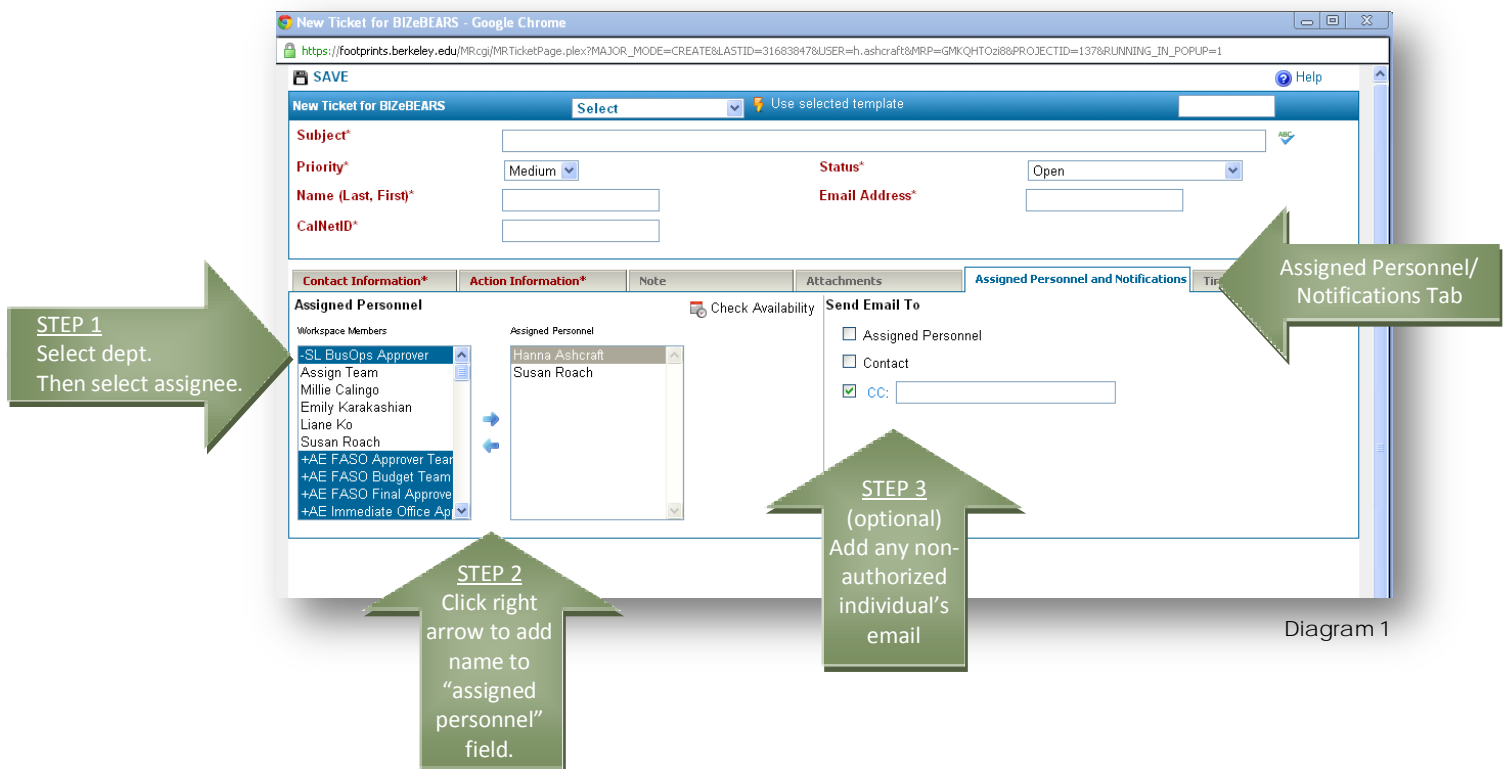 New Ticket for BIZeBEARS - Google Chrome
https://footprints.berkeley.edu/MRcgi/MRTicketPage.plex?MAJOR_MODE=CREATE&LASTID=31683847&USER=h.ashcraft&MRP=GMKQHTOzi8&PROJECTID=137&RUNNING_IN_POPUP=1
SAVE
Help
New Ticket for BIZeBEARS
Select
Use selected template
Subject*
ABC
Priority*
Medium
Status*
Open
Name (Last, First)*
Email Address*
CalNetID*
Contact Information*
Action Information*
Note
Attachments
Assigned Personnel and Notifications
Assigned Personnel/
Notifications Tab
Assigned Personnel
Check Availability
Send Email To
Workspace Members
Assigned Personnel
-SL BusOps Approver
Assign Team
Millie Calingo
Emily Karakashian
Liane Ko
Susan Roach
+AE FASO Approver Tear
+AE FASO Budget Team
+AE FASO Final Approve
+AE Immediate Office Ap
Hanna Ashcraft
Susan Roach
Assigned Personnel
Contact
CC:
STEP 1
Select dept.
Then select assignee.
STEP 2
Click right
arrow to add
name to
“assigned
personnel”
field.
STEP 3
(optional)
Add any non-
authorized
individual’s
email
Diagram 1